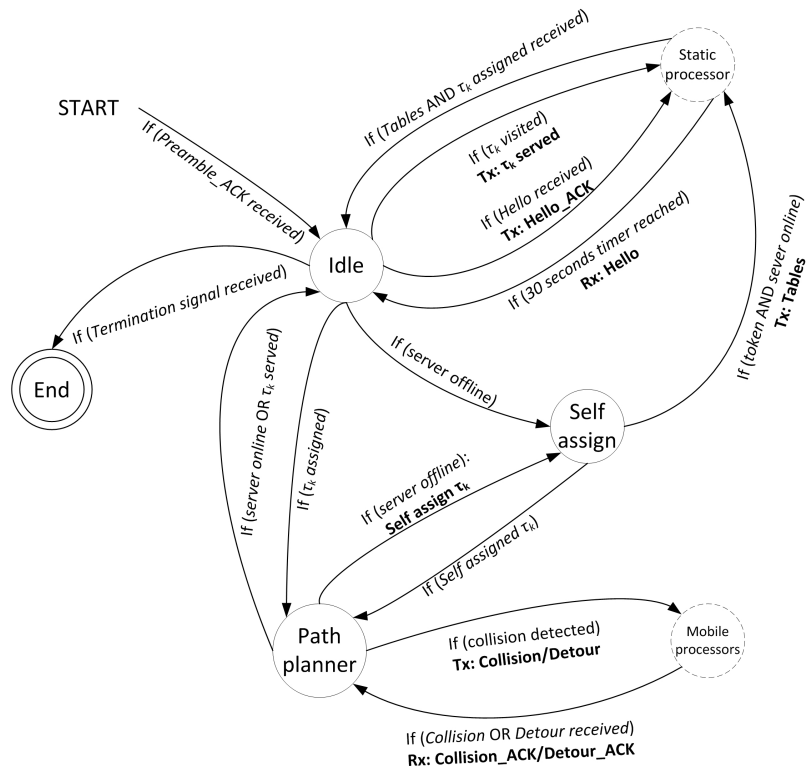 START
If (Preamble_ACK received)
If (Tables AND τk assigned received)
Static
processor
If (τk visited)
Tx: τk served
If (Hello received)
Tx: Hello_ACK
If (30 seconds timer reached)
Rx: Hello
Idle
If (Termination signal received)
End
If (server offline)
If (token AND sever online)
Tx: Tables
Self
assign
If (server online OR τk served)
If (τk assigned)
If (server offline):
Self assign τk
If (Self assigned τk)
Path
planner
If (collision detected)
Tx: Collision/Detour
Mobile
processors
If (Collision OR Detour received)
Rx: Collision_ACK/Detour_ACK